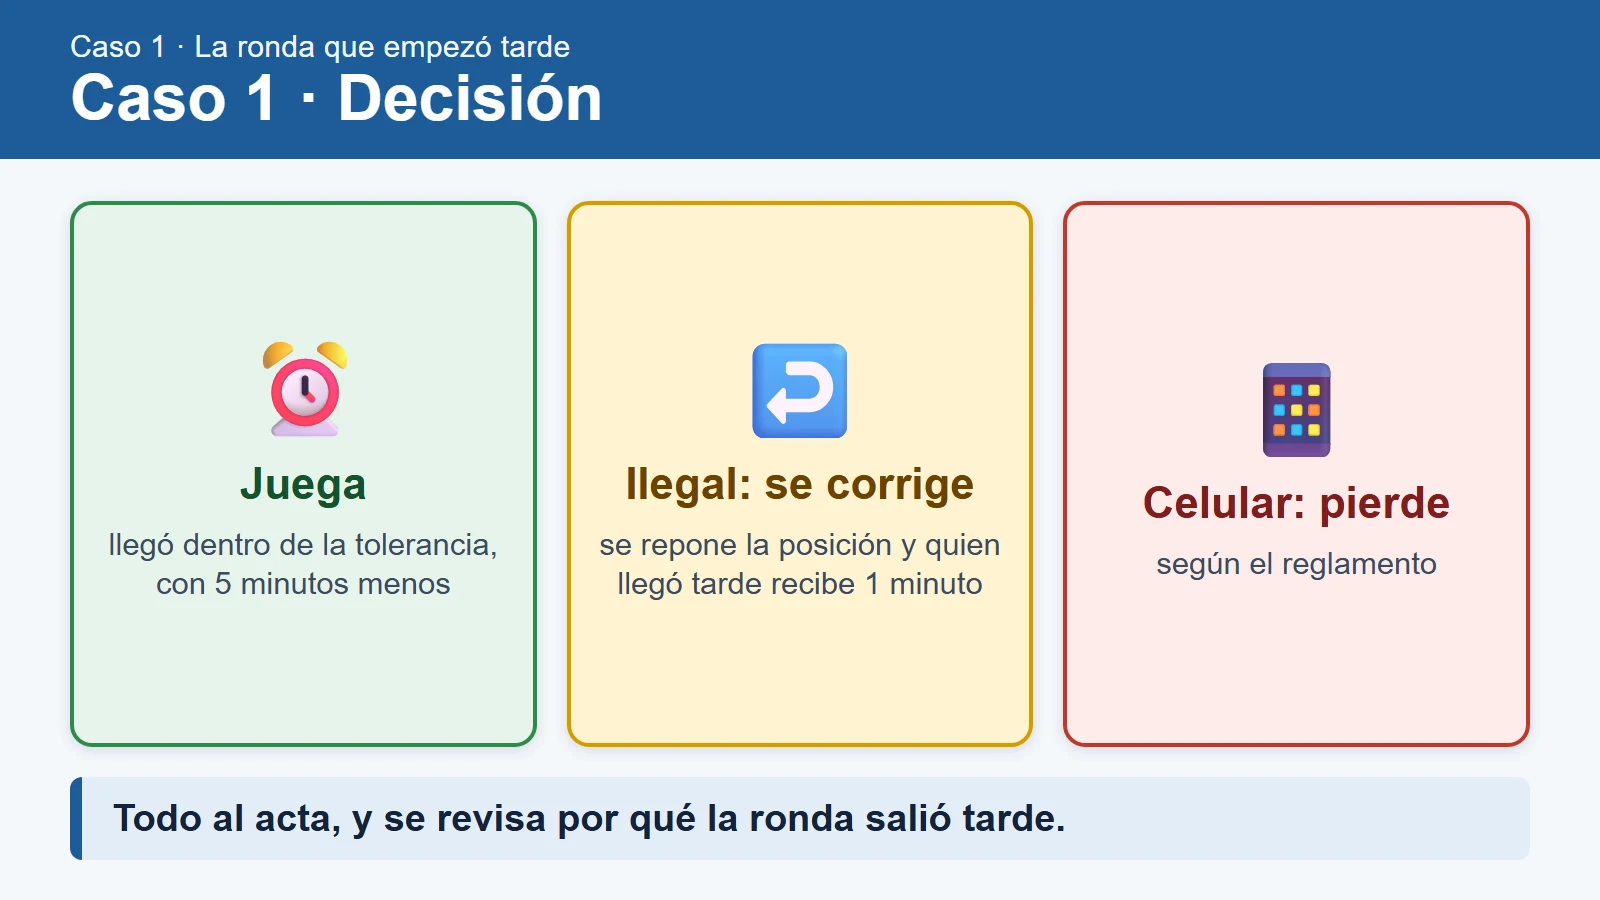 Caso 1 · La ronda que empezó tarde
Caso 1 · Decisión
Juega
llegó dentro de la tolerancia,
con 5 minutos menos
Ilegal: se corrige
se repone la posición y quien
llegó tarde recibe 1 minuto
Celular: pierde
según el reglamento
Todo al acta, y se revisa por qué la ronda salió tarde.